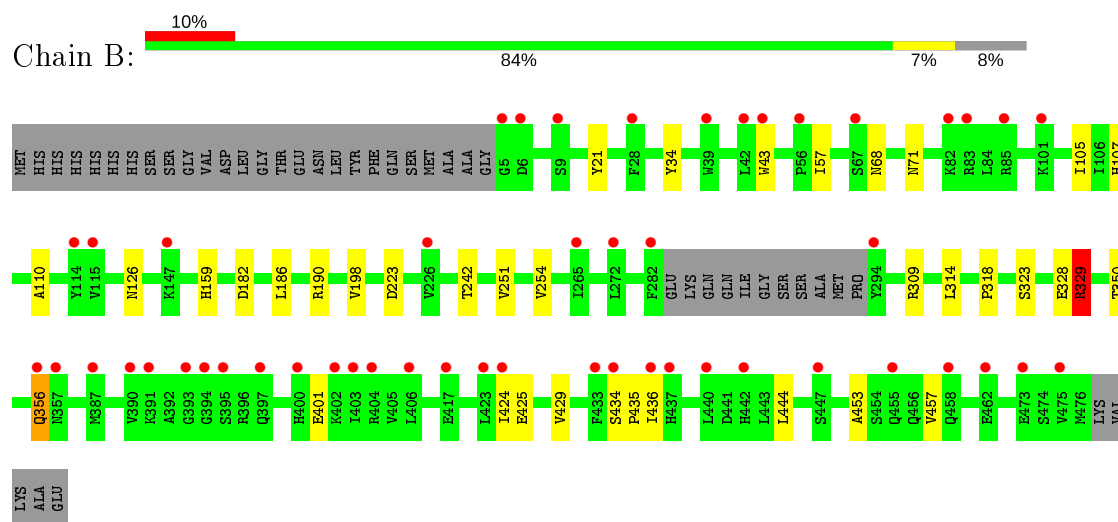 10%
Chain B:
84% 7% 8%
MET HIS HIS HIS HIS HIS HIS SER SER GLY VAL ASP LEU GLY THR GLU ASN LEU TYR PHE GLN SER MET ALA ALA GLY G5 D6 S9 Y21 F28 Y34 W39 L42 W43 P56 I57 S67 N68 N71 K82 R83 L84 R85 K101 I105 I106 H107
A110 Y114 V115 N126 K147 H159 D182 L186 R190 V198 D223 V226 T242 V251 V254 I265 L272 F282 GLU LYS GLN GLN ILE GLY SER SER ALA MET PRO Y294 R309 L314 P318 S323 E328 R329 T350
Q356 N357 M387 V390 K391 A392 G393 G394 S395 R396 Q397 H400 E401 K402 I403 R404 V405 L406 E417 L423 I424 E425 V429 F433 S434 P435 I436 H437 L440 D441 H442 L443 L444 S447 A453 S454 Q455 Q456 V457 Q458 E462 E473 S474 V475 M476 LYS VAL
LYS ALA GLU